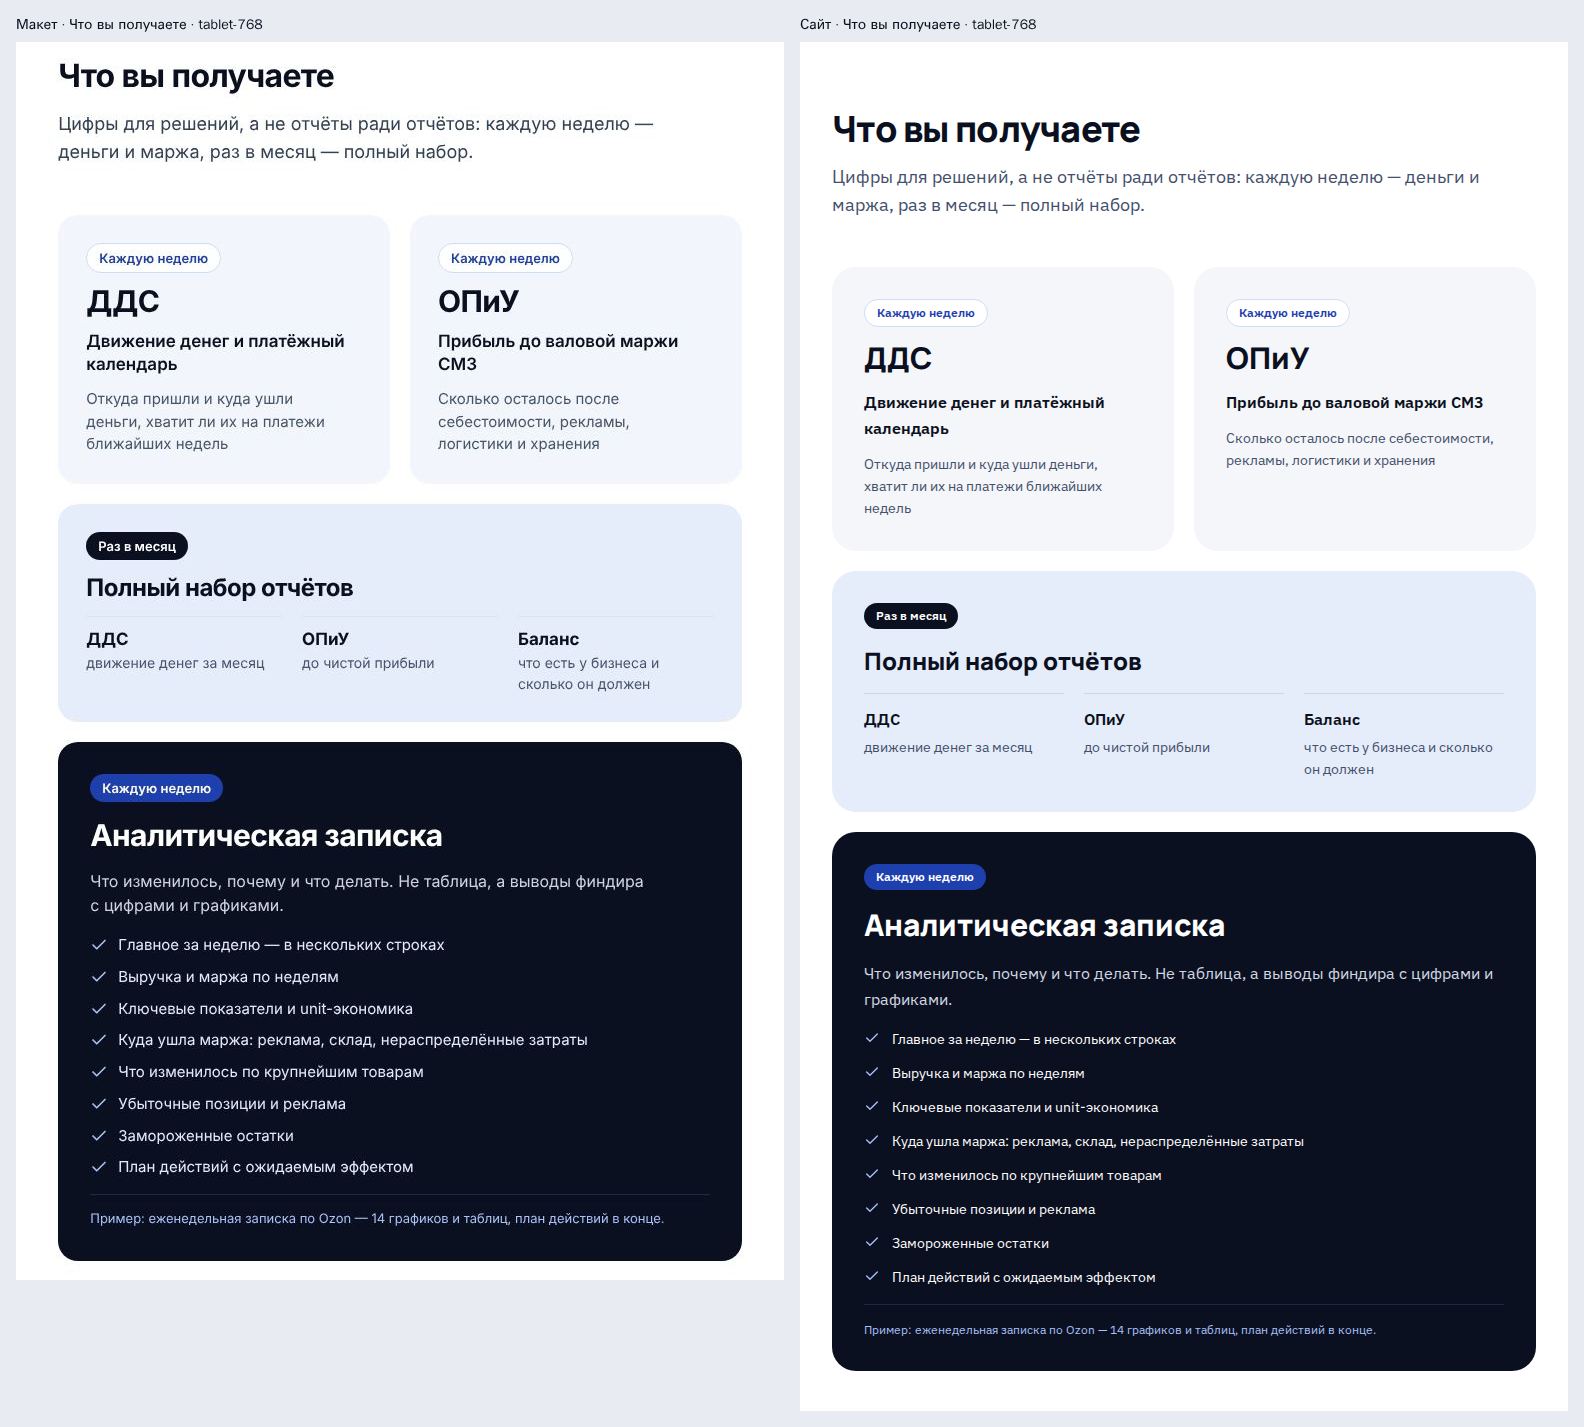 Макет · Что вы получаете · tablet-768
Что вы получаете
Цифры для решений, а не отчёты ради отчётов: каждую неделю —
деньги и маржа, раз в месяц — полный набор.
Каждую неделю
ДДС
Движение денег и платёжный
календарь
Откуда пришли и куда ушли
деньги, хватит ли их на платежи
ближайших недель
Каждую неделю
ОПиУ
Прибыль до валовой маржи
СМ3
Сколько осталось после
себестоимости, рекламы,
логистики и хранения
Раз в месяц
Полный набор отчётов
ДДС
движение денег за месяц
ОПиУ
до чистой прибыли
Баланс
что есть у бизнеса и
сколько он должен
Каждую неделю
Аналитическая записка
Что изменилось, почему и что делать. Не таблица, а выводы финдира
с цифрами и графиками.
Главное за неделю — в нескольких строках
Выручка и маржа по неделям
Ключевые показатели и unit-экономика
Куда ушла маржа: реклама, склад, нераспределённые затраты
Что изменилось по крупнейшим товарам
Убыточные позиции и реклама
Замороженные остатки
План действий с ожидаемым эффектом
Пример: еженедельная записка по Ozon — 14 графиков и таблиц, план действий в конце.
Сайт · Что вы получаете · tablet-768
Что вы получаете
Цифры для решений, а не отчёты ради отчётов: каждую неделю — деньги и
маржа, раз в месяц — полный набор.
Каждую неделю
ДДС
Движение денег и платёжный
календарь
Откуда пришли и куда ушли деньги,
хватит ли их на платежи ближайших
недель
Каждую неделю
ОПиУ
Прибыль до валовой маржи СМ3
Сколько осталось после себестоимости,
рекламы, логистики и хранения
Раз в месяц
Полный набор отчётов
ДДС
движение денег за месяц
ОПиУ
до чистой прибыли
Баланс
что есть у бизнеса и сколько
он должен
Каждую неделю
Аналитическая записка
Что изменилось, почему и что делать. Не таблица, а выводы финдира с цифрами и
графиками.
Главное за неделю — в нескольких строках
Выручка и маржа по неделям
Ключевые показатели и unit-экономика
Куда ушла маржа: реклама, склад, нераспределённые затраты
Что изменилось по крупнейшим товарам
Убыточные позиции и реклама
Замороженные остатки
План действий с ожидаемым эффектом
Пример: еженедельная записка по Ozon — 14 графиков и таблиц, план действий в конце.